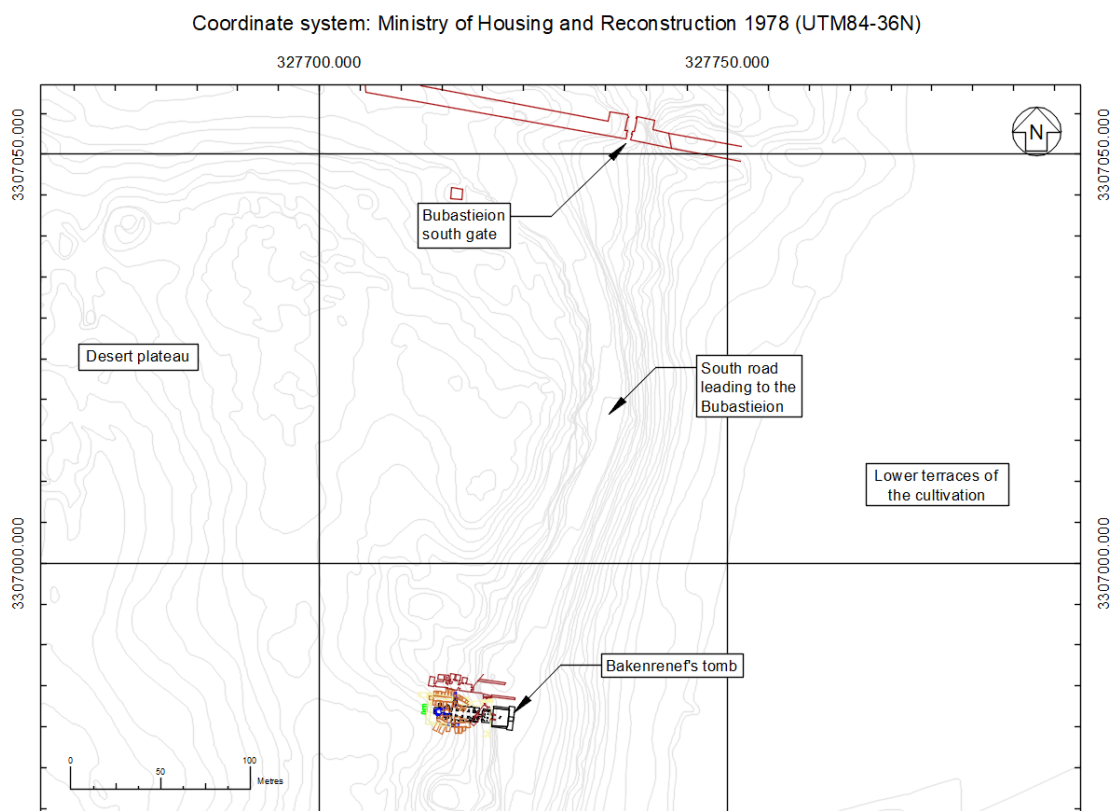 Coordinate system: Ministry of Housing and Reconstruction 1978 (UTM84-36N)
327700.000
327750.000
3307050.000
3307050.000
N
Bubastieion
south gate
Desert plateau
South road
leading to the
Bubastieion
Lower terraces of
the cultivation
3307000.000
3307000.000
Bakenrenef's tomb
0
50
100
Metres